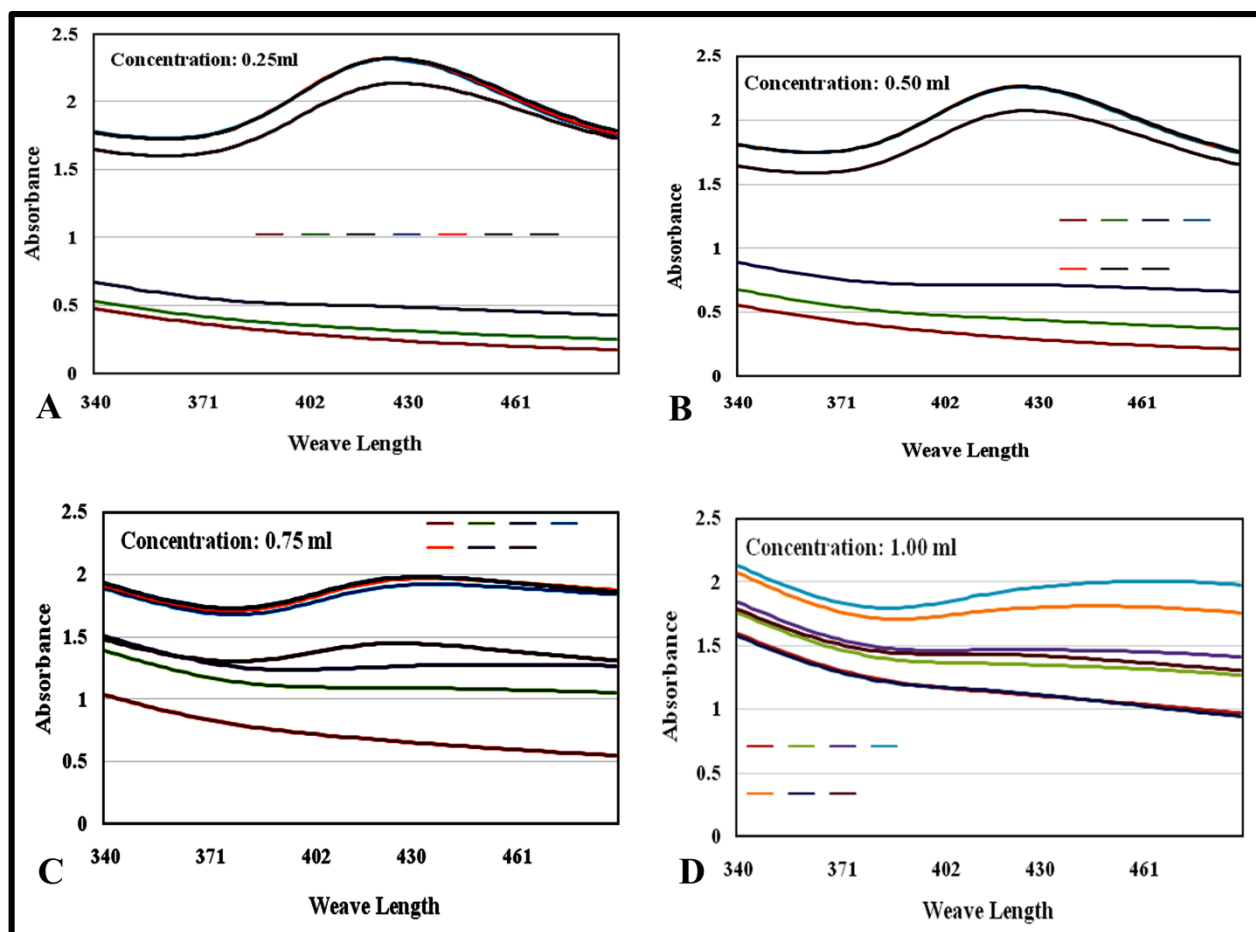 Concentration: 0.25ml
2.5
2
1.5
1
0.5
0
Absorbance
340 371 402 430 461
Weave Length
A
Concentration: 0.50 ml
2.5
2
1.5
1
0.5
0
Absorbance
340 371 402 430 461
Weave Length
B
Concentration: 0.75 ml
2.5
2
1.5
1
0.5
0
Absorbance
340 371 402 430 461
Weave Length
C
Concentration: 1.00 ml
2.5
2
1.5
1
0.5
0
Absorbance
340 371 402 430 461
Weave Length
D